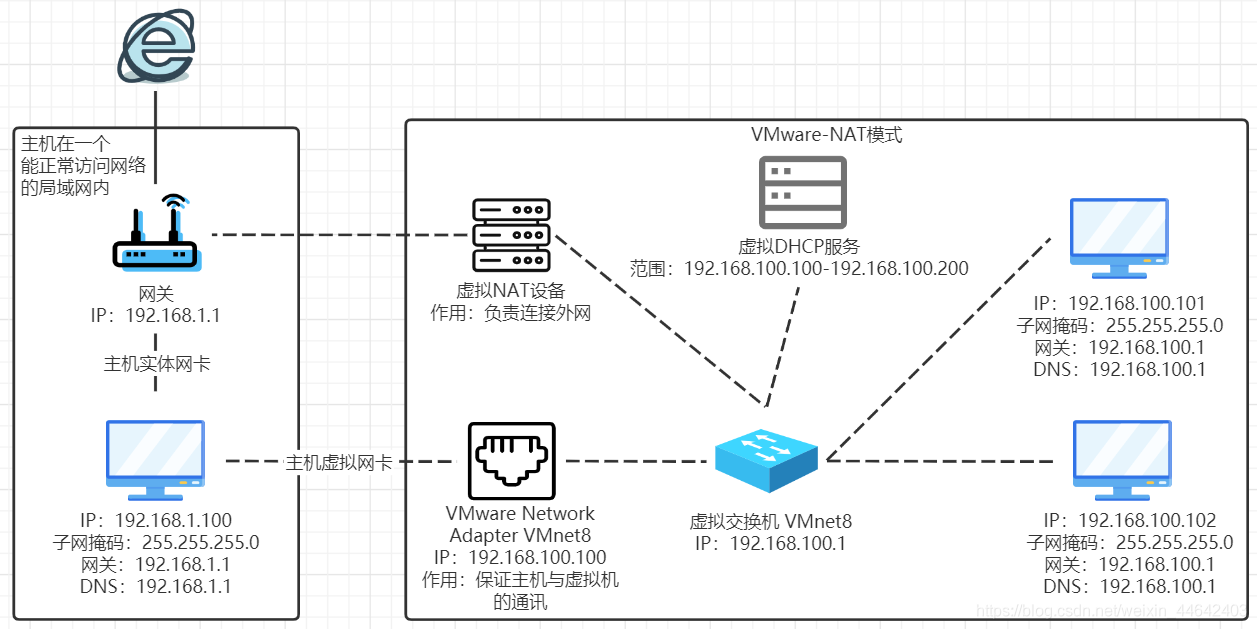 主机在一个
能正常访问网络
的局域网内
网关
IP：192.168.1.1
主机实体网卡
IP：192.168.1.100
子网掩码：255.255.255.0
网关：192.168.1.1
DNS：192.168.1.1
主机虚拟网卡
VMware-NAT模式
虚拟NAT设备
作用：负责连接外网
虚拟DHCP服务
范围：192.168.100.100-192.168.100.200
VMware Network
Adapter VMnet8
IP：192.168.100.100
作用：保证主机与虚拟机
的通讯
虚拟交换机 VMnet8
IP：192.168.100.1
IP：192.168.100.101
子网掩码：255.255.255.0
网关：192.168.100.1
DNS：192.168.100.1
IP：192.168.100.102
子网掩码：255.255.255.0
网关：192.168.100.1
DNS：192.168.100.1
https://blog.csdn.net/weixin_44642403